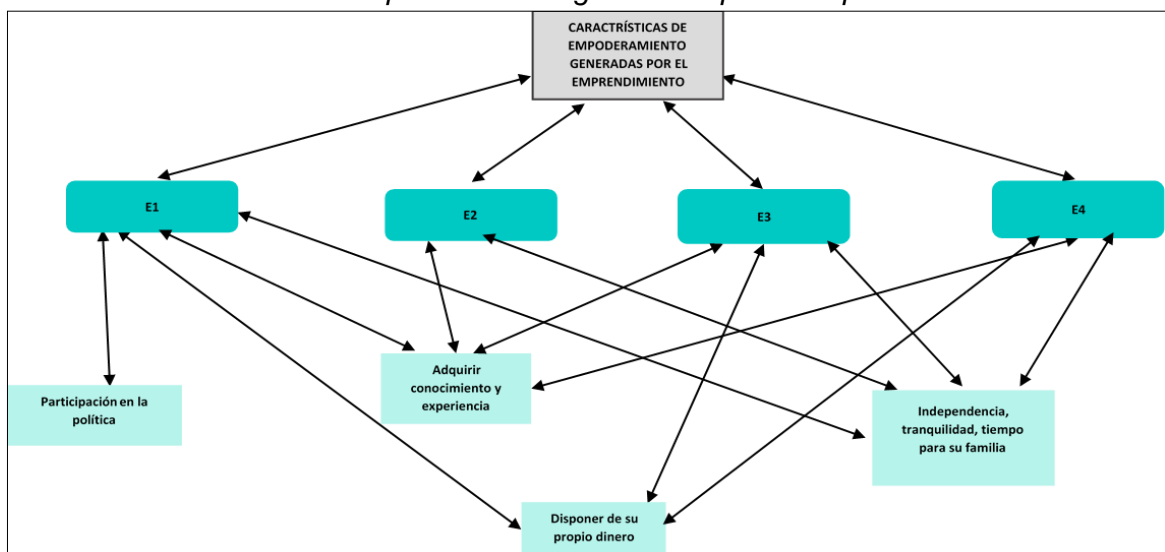 CARACTRÍSTICAS DE
EMPODERAMIENTO
GENERADAS POR EL
EMPRENDIMIENTO
E1
E2
E3
E4
Adquirir
conocimiento y
experiencia
Participación en la
política
Independencia,
tranquilidad, tiempo
para su familia
Disponer de su
propio dinero